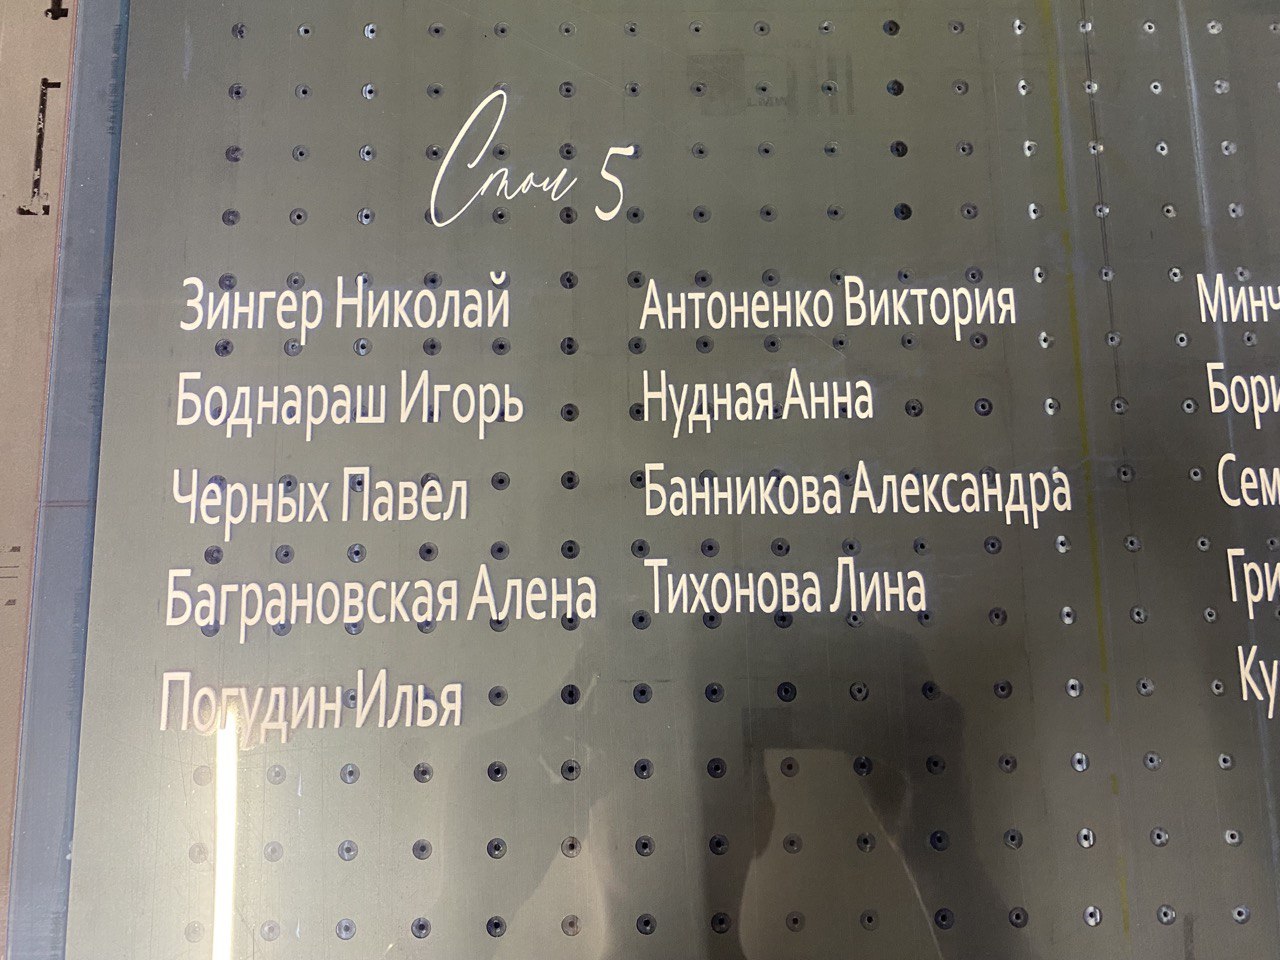 Стол 5
Зингер Николай
Боднараш Игорь
Черных Павел
Баграновская Алена
Погудин Илья
Антоненко Виктория
Нудная Анна
Банникова Александра
Тихонова Лина